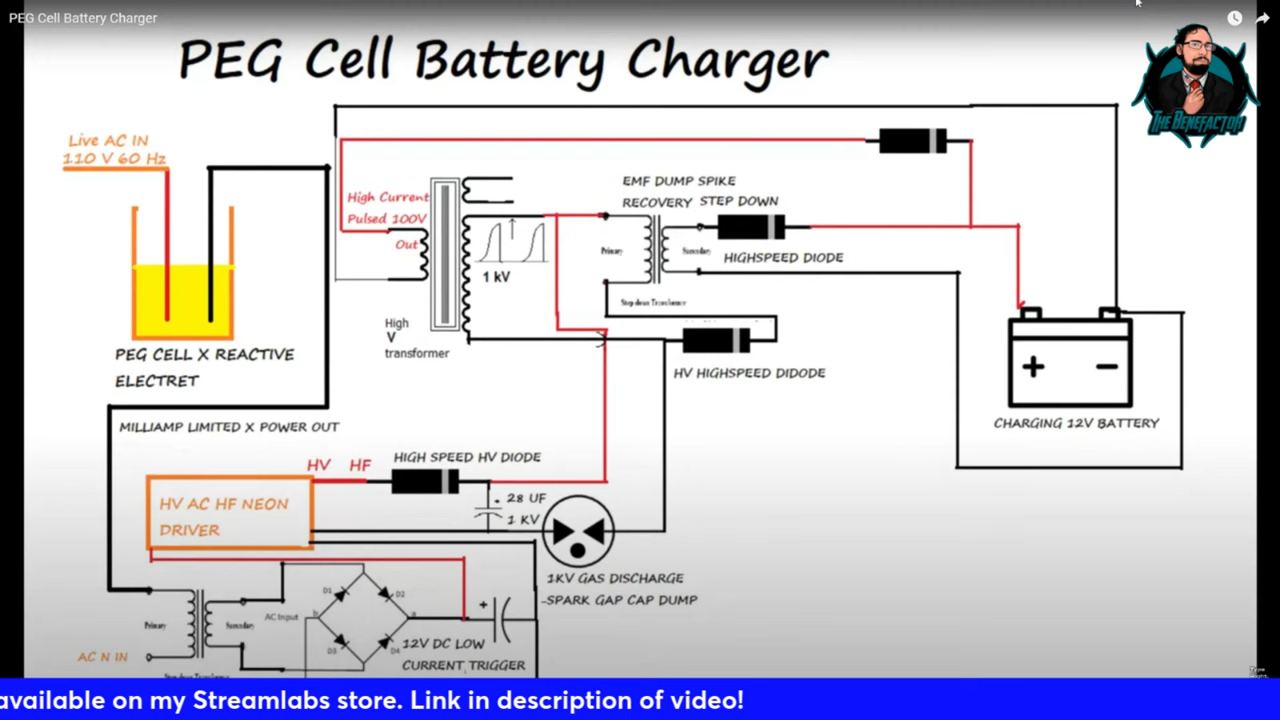 PEG Cell Battery Charger
PEG Cell Battery Charger
THE BENEFACTOR
Live AC IN
110 V 60 Hz
High Current
Pulsed 100V
Out
EMF DUMP SPIKE
RECOVERY STEP DOWN
Primary
Secondary
HIGHSPEED DIODE
1 kV
Step down Transformer
High
V
transformer
HV HIGHSPEED DIDODE
PEG CELL X REACTIVE
ELECTRET
+ -
CHARGING 12V BATTERY
MILLIAMP LIMITED X POWER OUT
HV HF
HIGH SPEED HV DIODE
HV AC HF NEON
DRIVER
28 UF
1 KV
1KV GAS DISCHARGE
-SPARK GAP CAP DUMP
D1
D2
Primary
Secondary
AC Input
b
a
+
D3
D4
12V DC LOW
CURRENT TRIGGER
AC N IN
Step down Transformer
available on my Streamlabs store. Link in description of video!